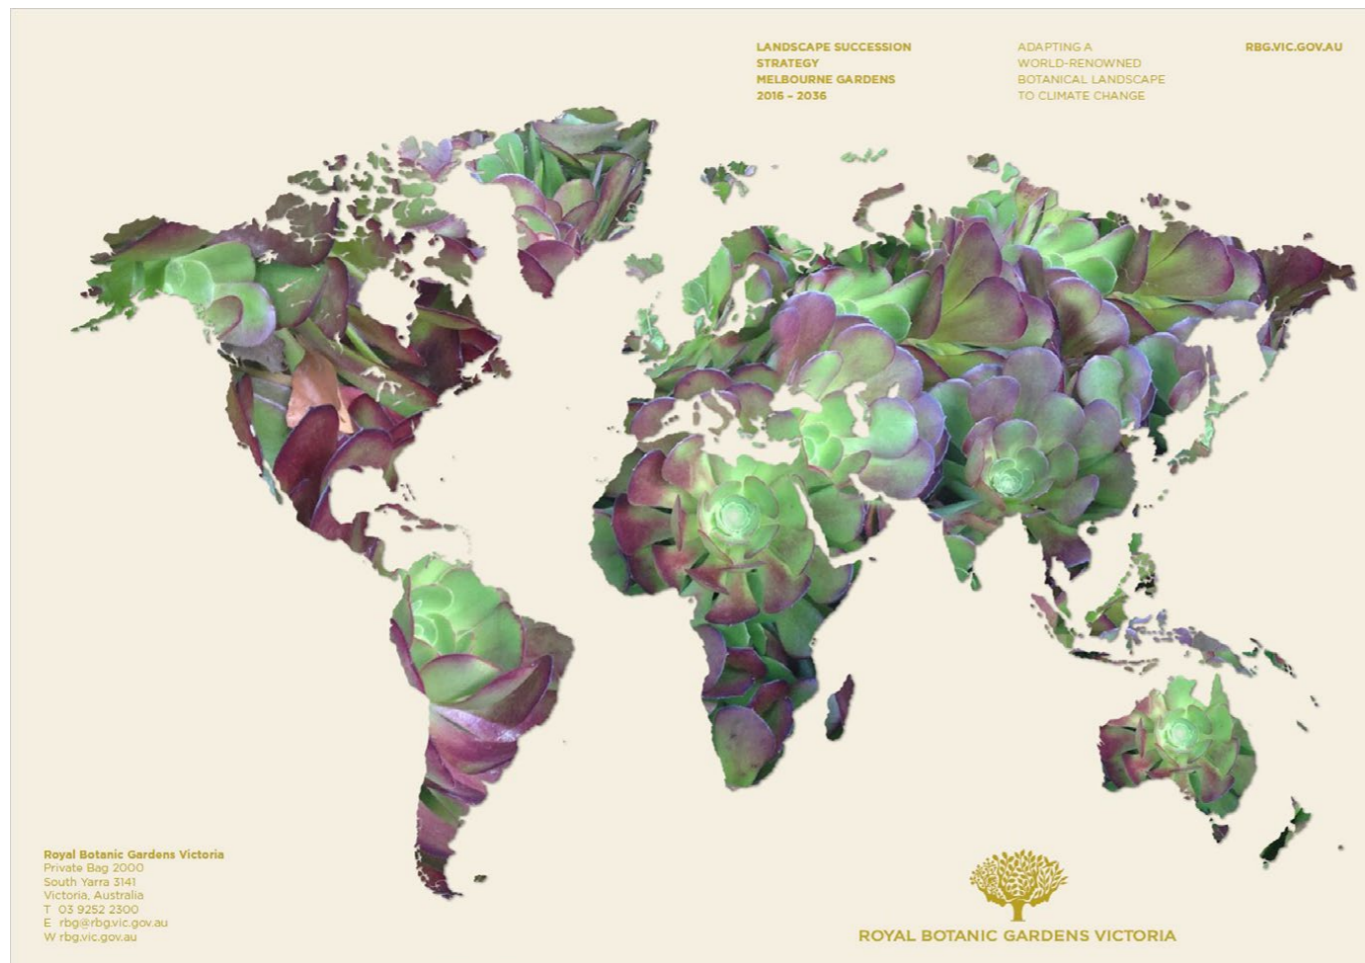 LANDSCAPE SUCCESSION
STRATEGY
MELBOURNE GARDENS
2016 – 2036
ADAPTING A
WORLD-RENOWNED
BOTANICAL LANDSCAPE
TO CLIMATE CHANGE
RBG.VIC.GOV.AU
Royal Botanic Gardens Victoria
Private Bag 2000
South Yarra 3141
Victoria, Australia
T 03 9252 2300
E rbg@rbg.vic.gov.au
W rbg.vic.gov.au
ROYAL BOTANIC GARDENS VICTORIA